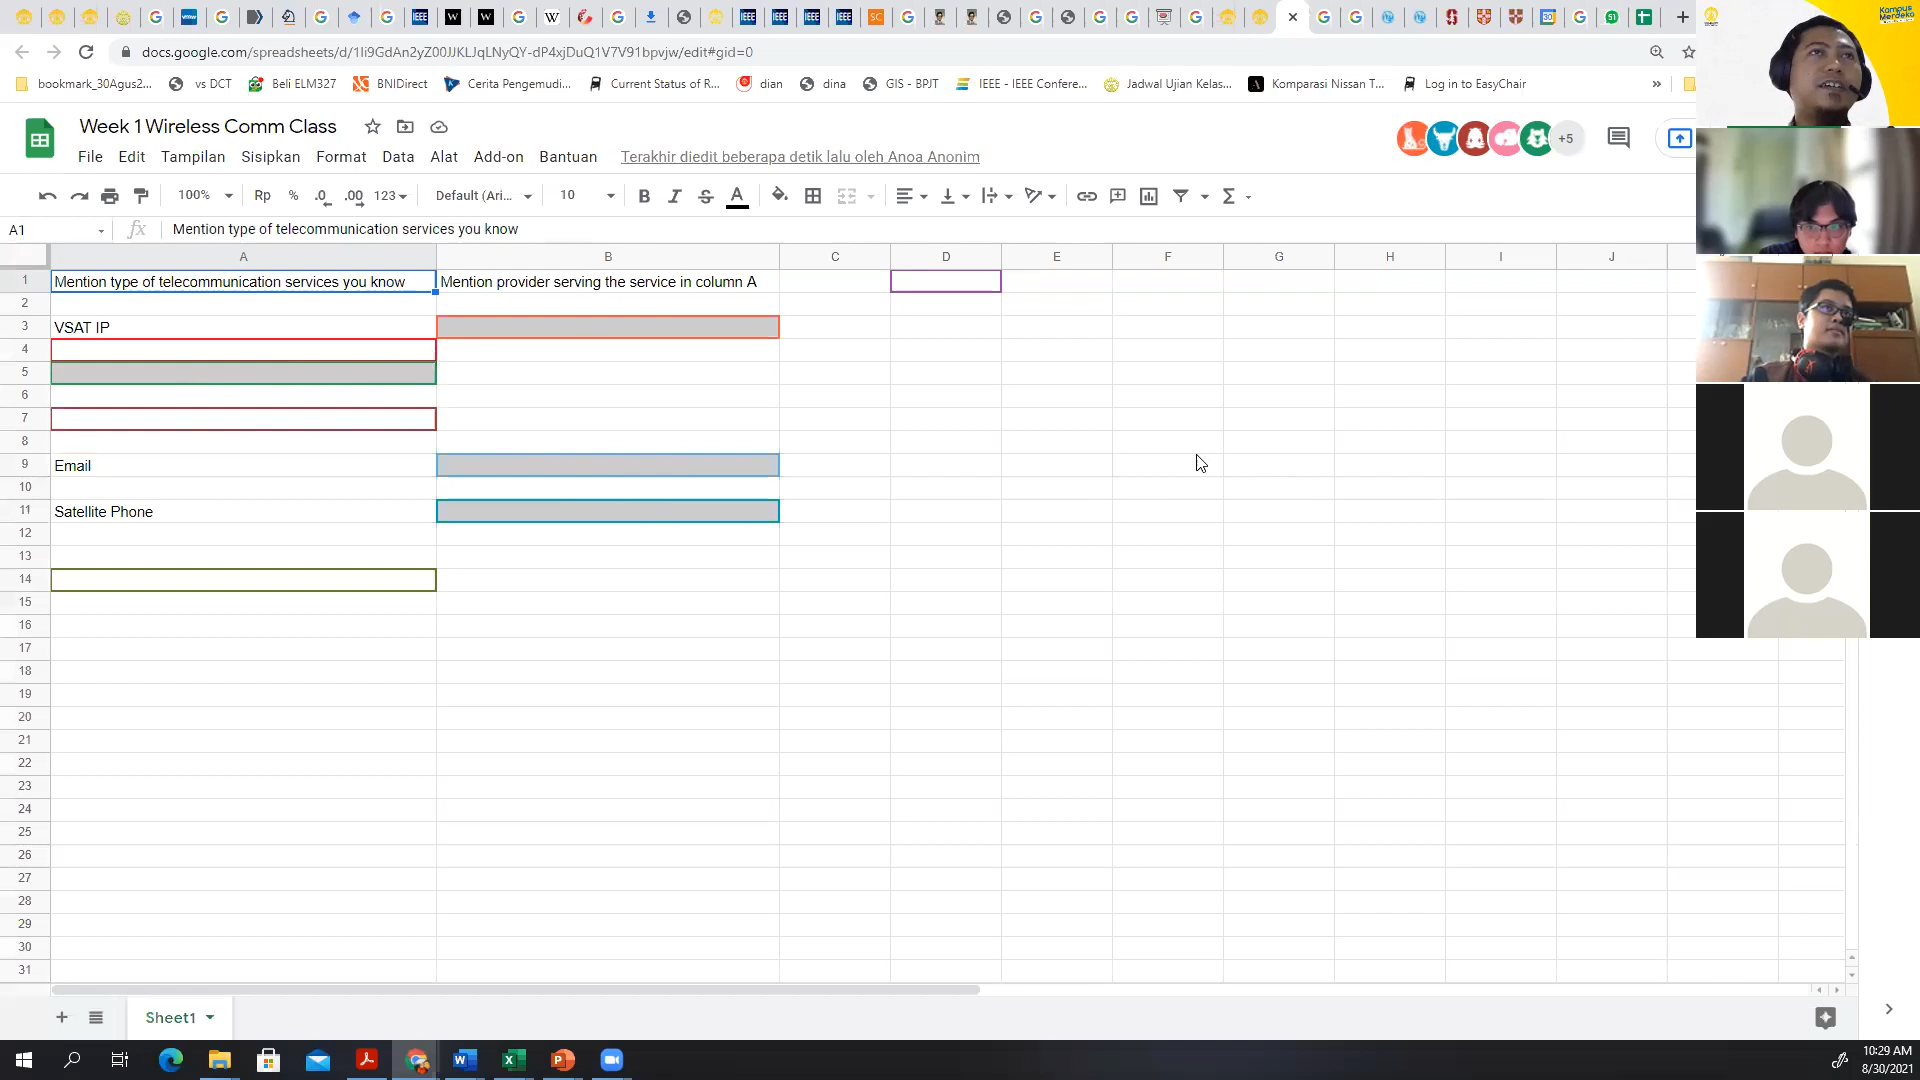 docs.google.com/spreadsheets/d/1Ii9GdAn2yZ00JJKLJqLNyQY-dP4xjDuQ1V7V91bpvjw/edit#gid=0
bookmark_30Agus2... vs DCT Beli ELM327 BNIDirect Cerita Pengemudi... Current Status of R... dian dina GIS - BPJT IEEE - IEEE Confere... Jadwal Ujian Kelas... Komparasi Nissan T... Log in to EasyChair »
Week 1 Wireless Comm Class
+5
File Edit Tampilan Sisipkan Format Data Alat Add-on Bantuan Terakhir diedit beberapa detik lalu oleh Anoa Anonim
100% Rp % .0 .00 123 Default (Ari... 10 B I S A Σ
A1 fx Mention type of telecommunication services you know
A B C D E F G H I J
1 Mention type of telecommunication services you know Mention provider serving the service in column A
2
3 VSAT IP
4
5
6
7
8
9 Email
10
11 Satellite Phone
12
13
14
15
16
17
18
19
20
21
22
23
24
25
26
27
28
29
30
31
Sheet1
10:29 AM
8/30/2021
Kampus
Merdeka